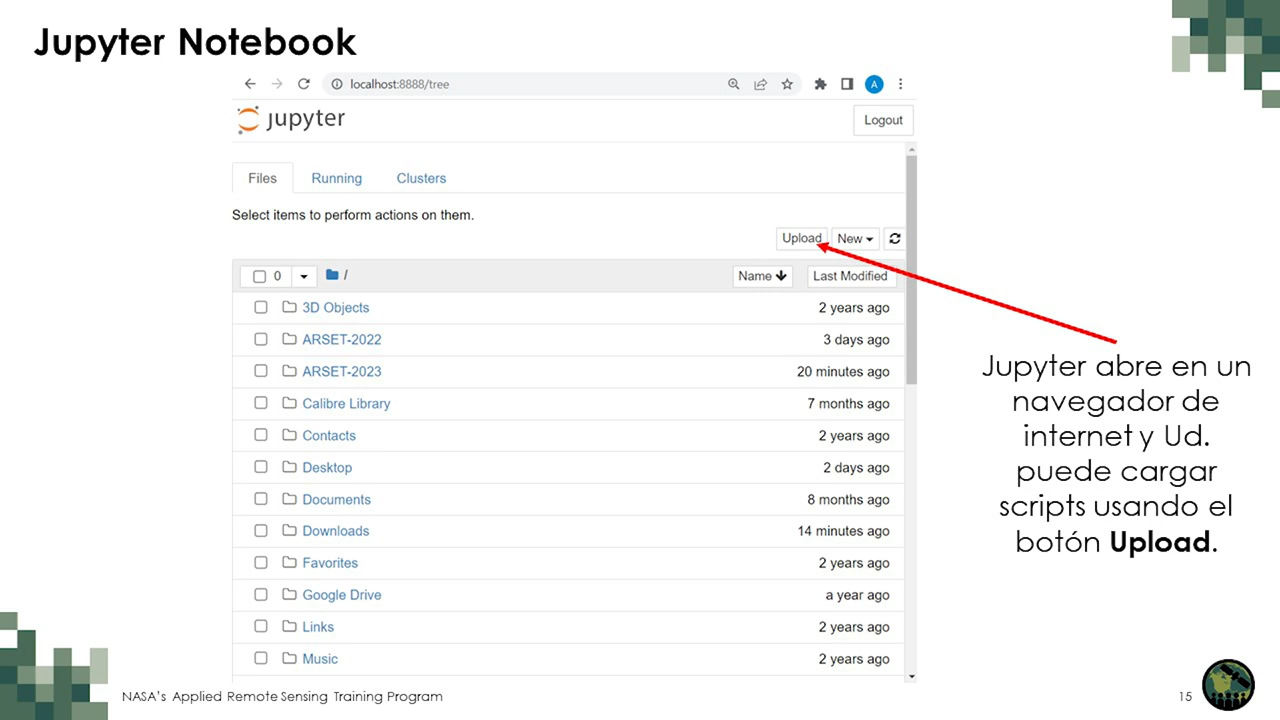 Jupyter Notebook
localhost:8888/tree
A
jupyter
Logout
Files Running Clusters
Select items to perform actions on them.
Upload New
0 / Name Last Modified
3D Objects 2 years ago
ARSET-2022 3 days ago
ARSET-2023 20 minutes ago
Calibre Library 7 months ago
Contacts 2 years ago
Desktop 2 days ago
Documents 8 months ago
Downloads 14 minutes ago
Favorites 2 years ago
Google Drive a year ago
Links 2 years ago
Music 2 years ago
Jupyter abre en un
navegador de
internet y Ud.
puede cargar
scripts usando el
botón Upload.
NASA's Applied Remote Sensing Training Program
15